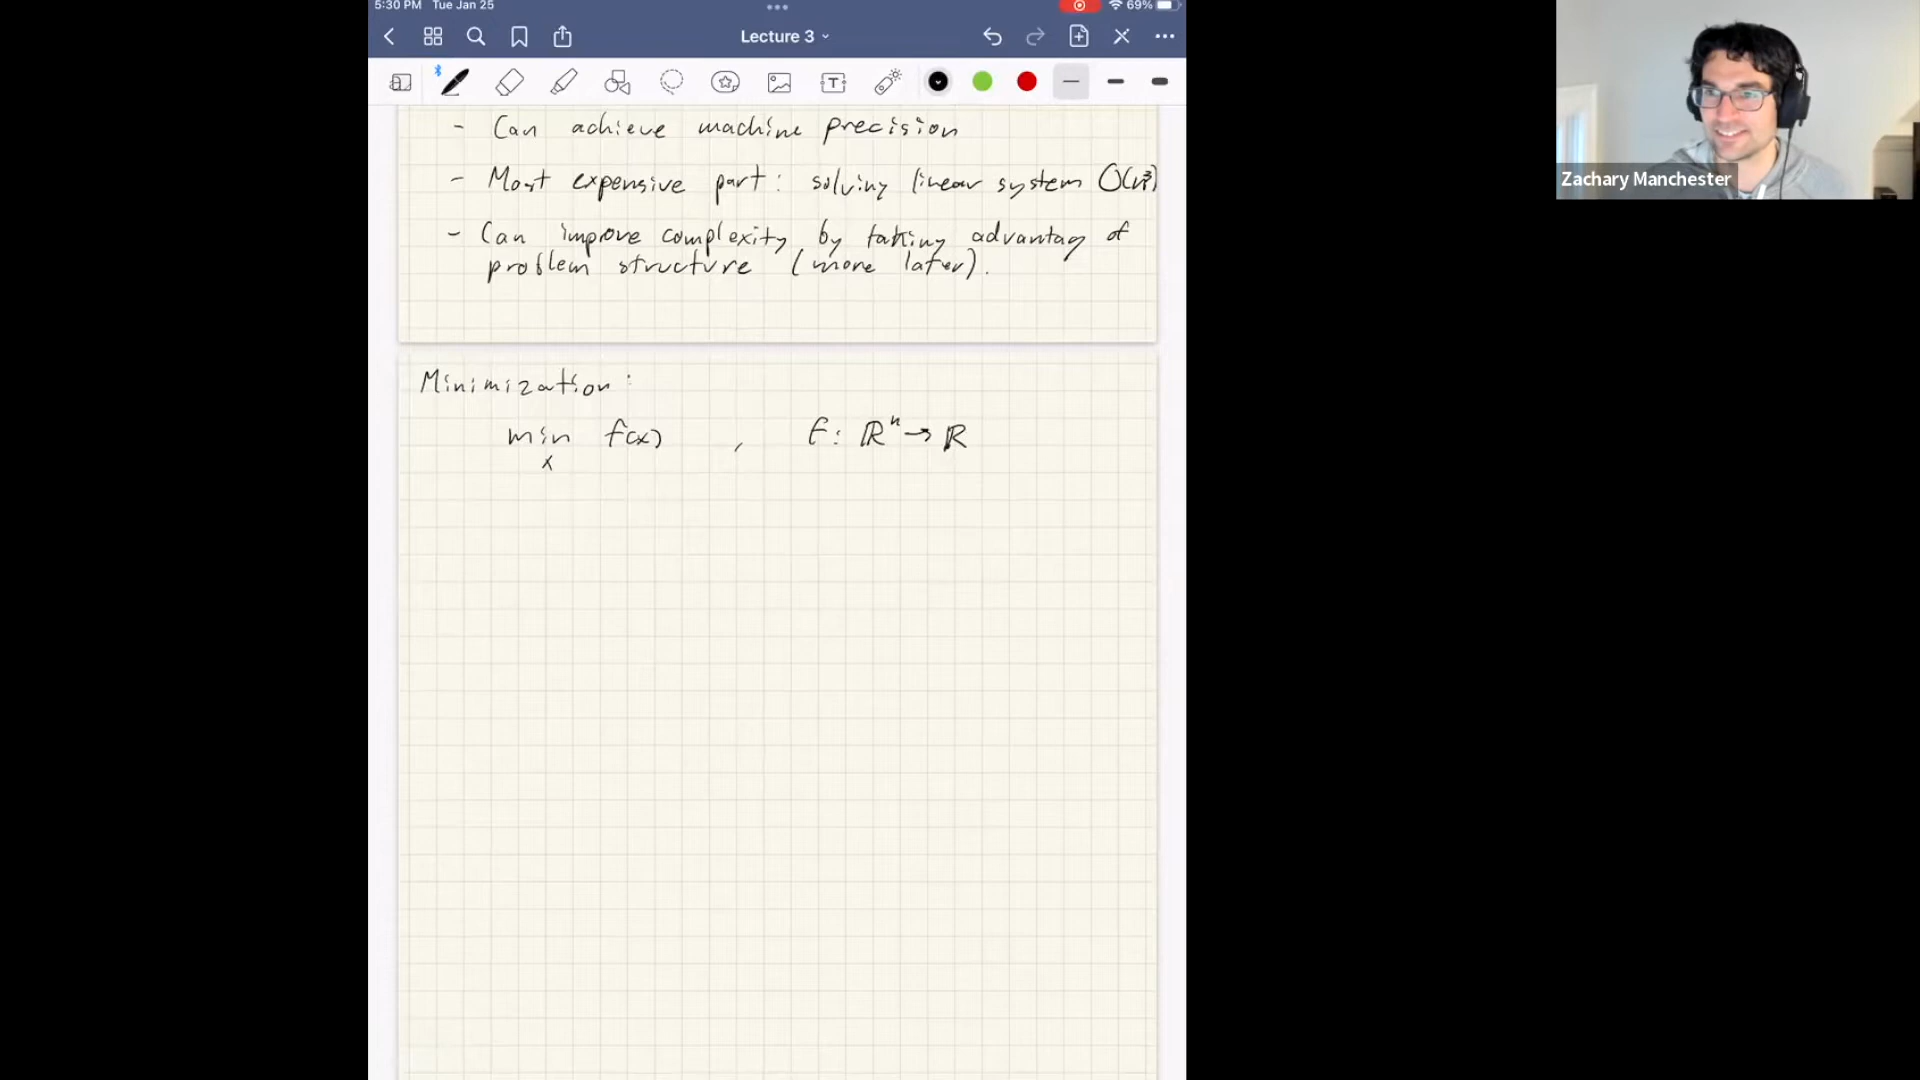 5:30 PM Tue Jan 25
69%
Lecture 3
- Can achieve machine precision
- Most expensive part: solving linear system O(n³)
- Can improve complexity by taking advantag of
problem structure (more later).
Minimization:
min f(x) , f: ℝⁿ → ℝ
x
Zachary Manchester